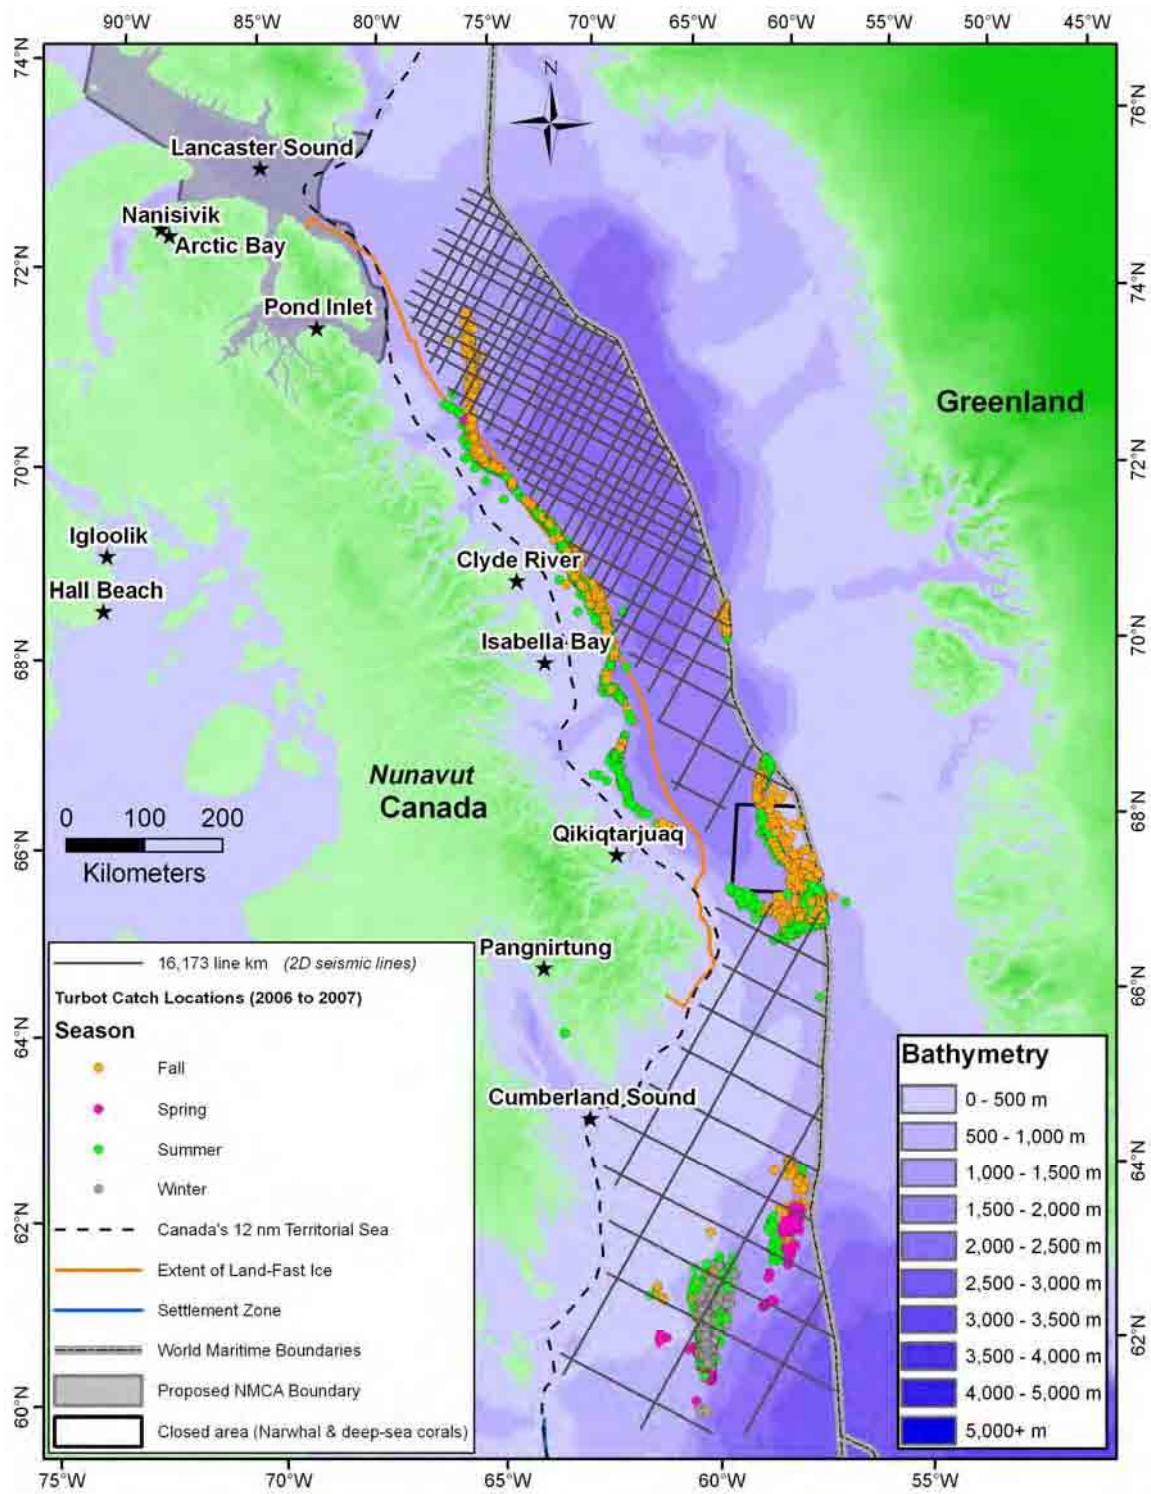 90°W 85°W 80°W 75°W 70°W 65°W 60°W 55°W 50°W 45°W
74°N
76°N
N
Lancaster Sound
Nanisivik
Arctic Bay
72°N
74°N
Pond Inlet
Greenland
70°N
72°N
Igloolik
Clyde River
Hall Beach
70°N
Isabella Bay
68°N
Nunavut
Canada
0 100 200
68°N
Qikiqtarjuaq
66°N
Kilometers
Pangnirtung
66°N
64°N
Cumberland Sound
64°N
62°N
62°N
60°N
16,173 line km (2D seismic lines)
Turbot Catch Locations (2006 to 2007)
Season
Fall
Spring
Summer
Winter
Canada's 12 nm Territorial Sea
Extent of Land-Fast Ice
Settlement Zone
World Maritime Boundaries
Proposed NMCA Boundary
Closed area (Narwhal & deep-sea corals)
Bathymetry
0 - 500 m
500 - 1,000 m
1,000 - 1,500 m
1,500 - 2,000 m
2,000 - 2,500 m
2,500 - 3,000 m
3,000 - 3,500 m
3,500 - 4,000 m
4,000 - 5,000 m
5,000+ m
75°W 70°W 65°W 60°W 55°W